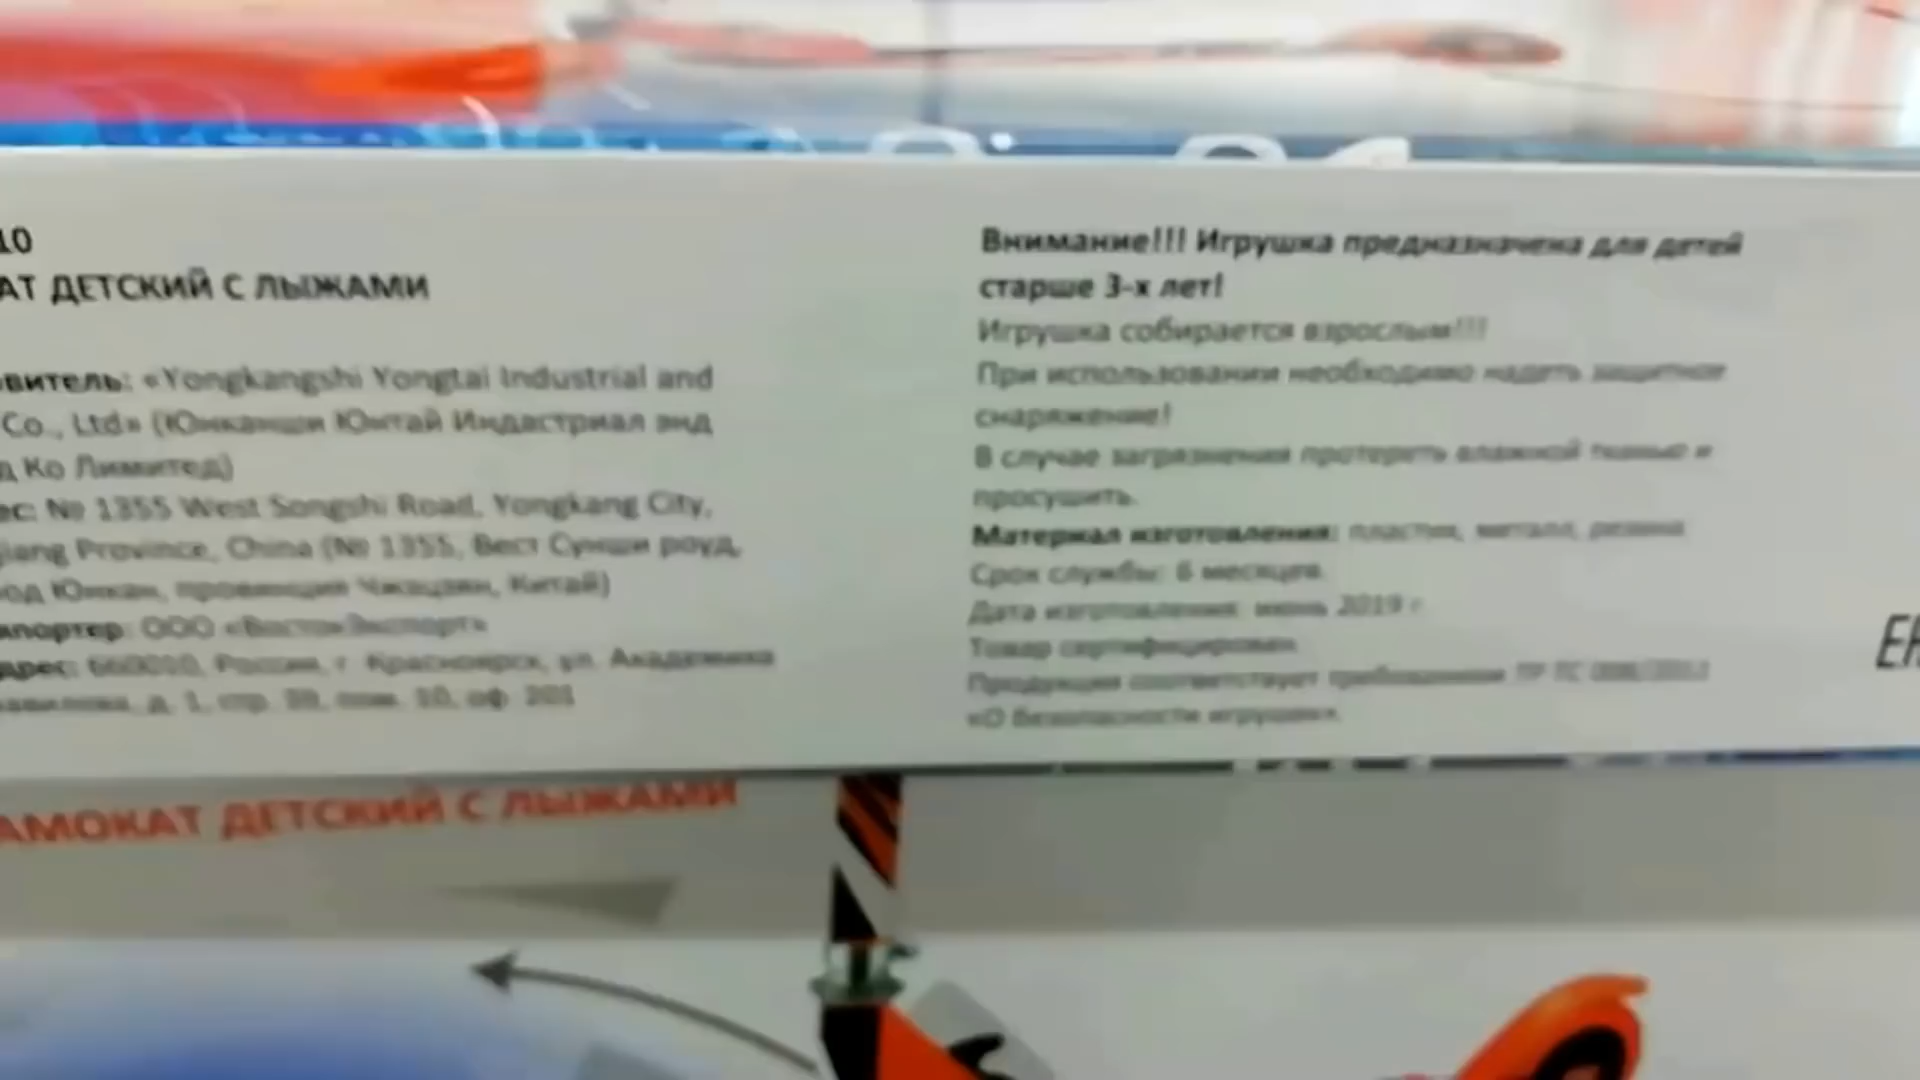 10
АТ ДЕТСКИЙ С ЛЫЖАМИ
витель: «Yongkangshi Yongtai Industrial and
Co., Ltd» (Юнканши Юнтай Индастриал энд
д Ко Лимитед)
ес: № 1355 West Songshi Road, Yongkang City,
jiang Province, China (№ 1355, Вест Сунши роуд,
од Юнкан, провинция Чжэцзян, Китай)
мпортер: ООО «ВостокЭкспорт»
дрес: 660010, Россия, г. Красноярск, ул. Академика
авилова, д. 1, стр. 39, пом. 10, оф. 201
Внимание!!! Игрушка предназначена для детей
старше 3-х лет!
Игрушка собирается взрослым!!!
При использовании необходимо надеть защитное
снаряжение!
В случае загрязнения протереть влажной тканью и
просушить.
Материал изготовления: пластик, металл, резина
Срок службы: 6 месяцев.
Дата изготовления: июнь 2019 г.
Товар сертифицирован.
Продукция соответствует требованиям ТР ТС 008/2011
«О безопасности игрушек».
АМОКАТ ДЕТСКИЙ С ЛЫЖАМИ